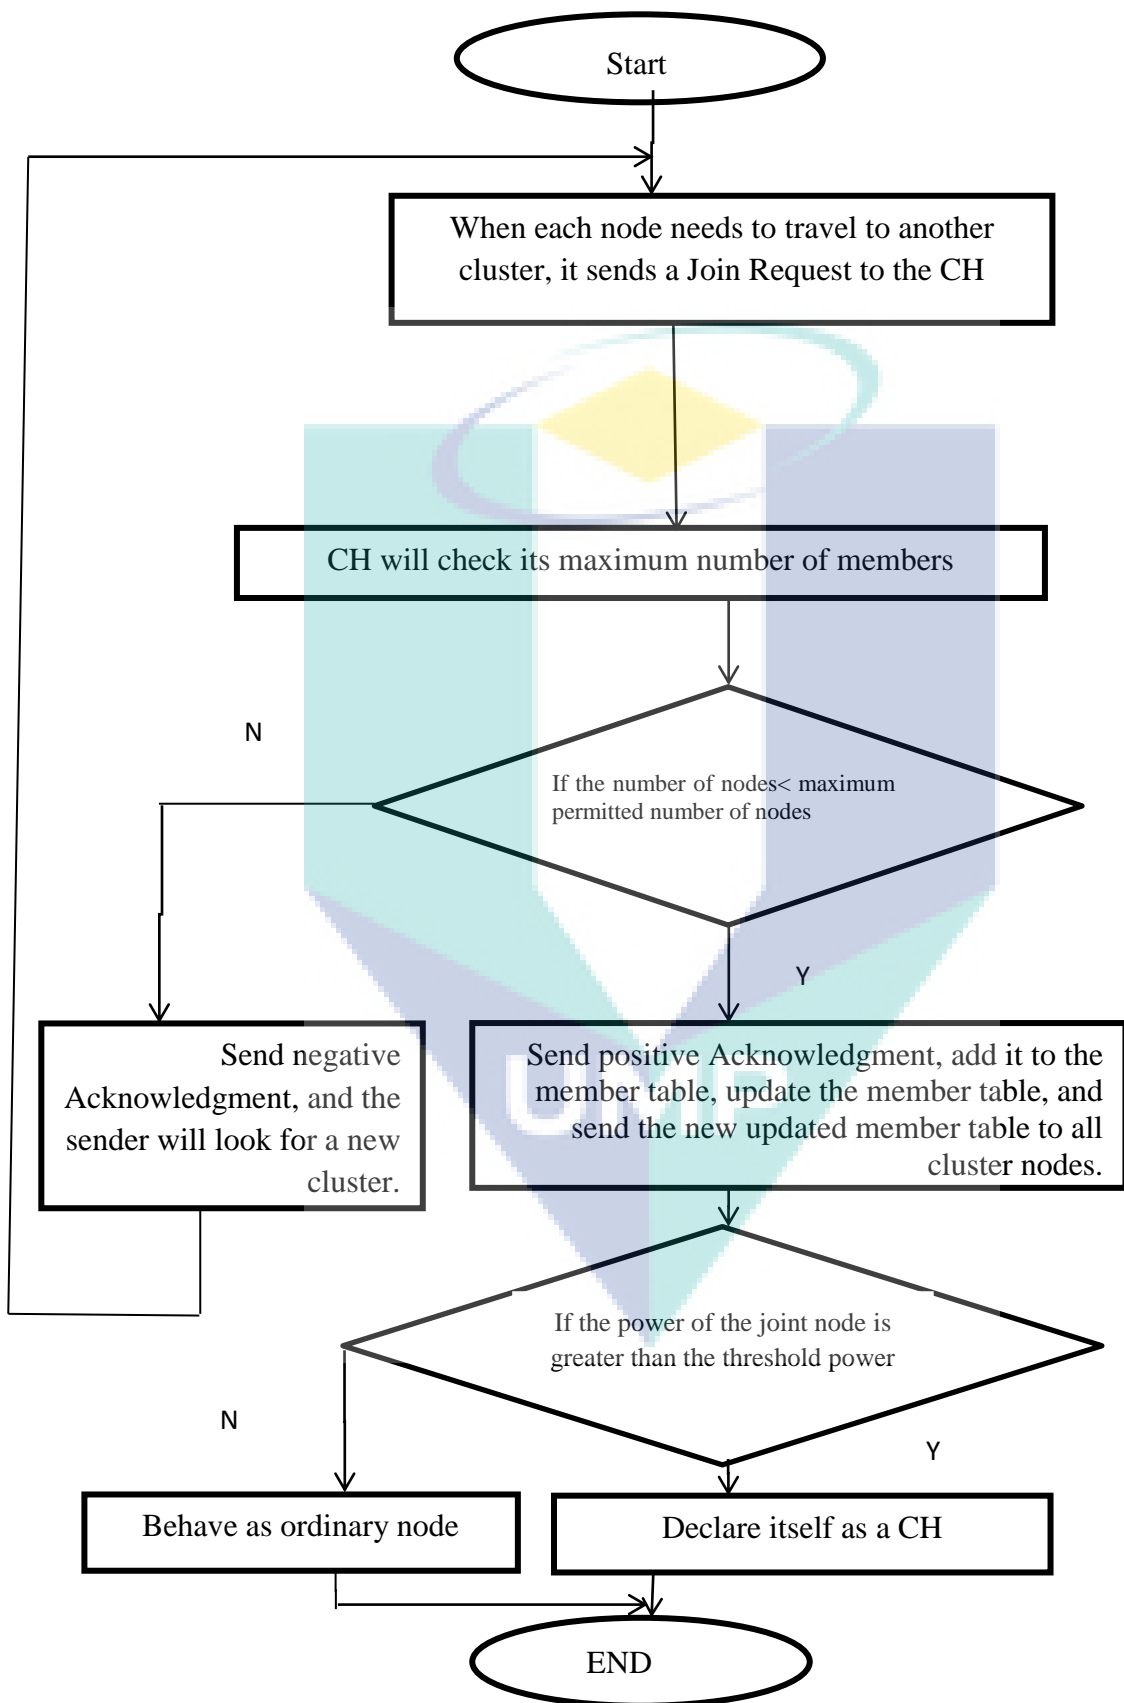 Start
When each node needs to travel to another
cluster, it sends a Join Request to the CH
CH will check its maximum number of members
N
If the number of nodes< maximum
permitted number of nodes
Y
Send negative
Acknowledgment, and the
sender will look for a new
cluster.
Send positive Acknowledgment, add it to the
member table, update the member table, and
send the new updated member table to all
cluster nodes.
UMP
If the power of the joint node is
greater than the threshold power
N
Y
Behave as ordinary node
Declare itself as a CH
END